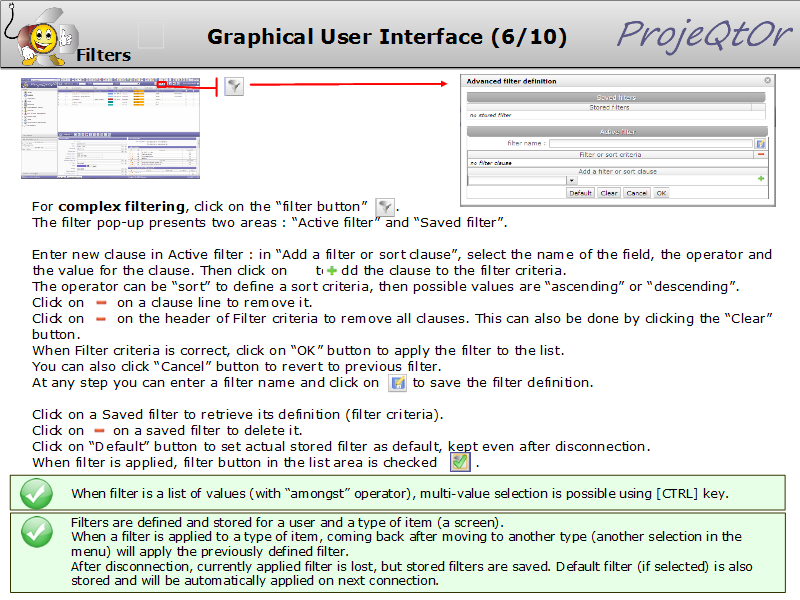 Graphical User Interface (6/10)
ProjeQtOr
Filters
Advanced filter definition
Saved filters
Stored filters
no stored filter
Active filter
filter name :
Filter or sort criteria
no filter clause
Add a filter or sort clause
Default Clear Cancel OK
For complex filtering, click on the “filter button” .
The filter pop-up presents two areas : “Active filter” and “Saved filter”.
Enter new clause in Active filter : in “Add a filter or sort clause”, select the name of the field, the operator and
the value for the clause. Then click on t dd the clause to the filter criteria.
The operator can be “sort” to define a sort criteria, then possible values are “ascending” or “descending”.
Click on on a clause line to remove it.
Click on on the header of Filter criteria to remove all clauses. This can also be done by clicking the “Clear”
button.
When Filter criteria is correct, click on “OK” button to apply the filter to the list.
You can also click “Cancel” button to revert to previous filter.
At any step you can enter a filter name and click on to save the filter definition.
Click on a Saved filter to retrieve its definition (filter criteria).
Click on on a saved filter to delete it.
Click on “Default” button to set actual stored filter as default, kept even after disconnection.
When filter is applied, filter button in the list area is checked .
When filter is a list of values (with “amongst” operator), multi-value selection is possible using [CTRL] key.
Filters are defined and stored for a user and a type of item (a screen).
When a filter is applied to a type of item, coming back after moving to another type (another selection in the
menu) will apply the previously defined filter.
After disconnection, currently applied filter is lost, but stored filters are saved. Default filter (if selected) is also
stored and will be automatically applied on next connection.